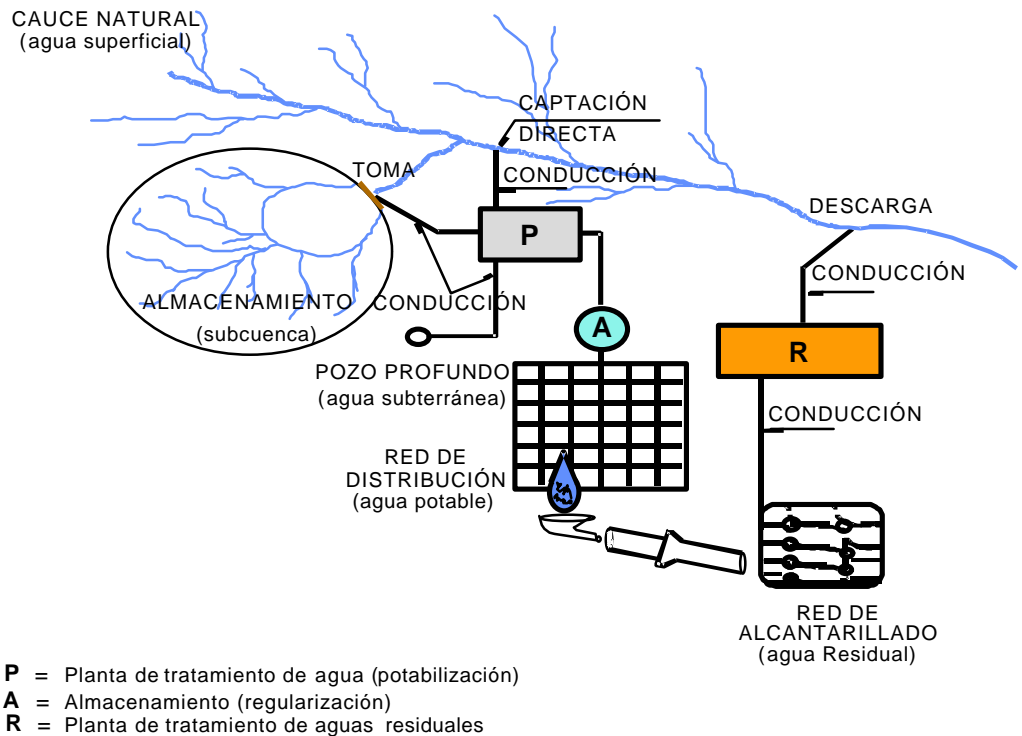 CAUCE NATURAL
(agua superficial)
CAPTACIÓN
DIRECTA
TOMA
CONDUCCIÓN
DESCARGA
P
CONDUCCIÓN
ALMACENAMIENTO
(subcuenca)
CONDUCCIÓN
A
R
POZO PROFUNDO
(agua subterránea)
CONDUCCIÓN
RED DE
DISTRIBUCIÓN
(agua potable)
RED DE
ALCANTARILLADO
(agua Residual)
P = Planta de tratamiento de agua (potabilización)
A = Almacenamiento (regularización)
R = Planta de tratamiento de aguas residuales